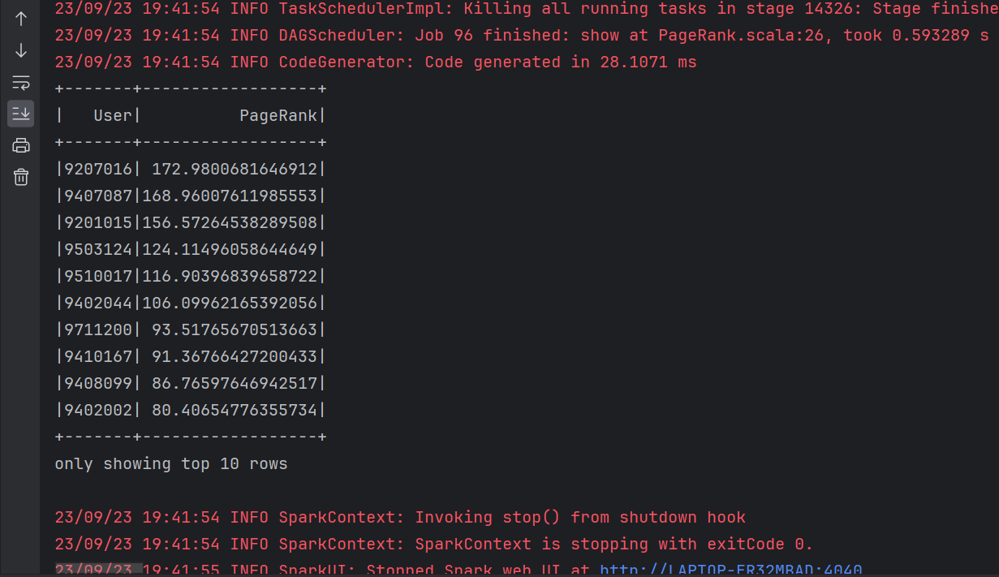 23/09/23 19:41:54 INFO TaskSchedulerImpl: Killing all running tasks in stage 14326: Stage finishe
23/09/23 19:41:54 INFO DAGScheduler: Job 96 finished: show at PageRank.scala:26, took 0.593289 s
23/09/23 19:41:54 INFO CodeGenerator: Code generated in 28.1071 ms
+-------+------------------+
|   User|          PageRank|
+-------+------------------+
|9207016| 172.9800681646912|
|9407087|168.96007611985553|
|9201015|156.57264538289508|
|9503124|124.11496058644649|
|9510017|116.90396839658722|
|9402044|106.09962165392056|
|9711200| 93.51765670513663|
|9410167| 91.36766427200433|
|9408099| 86.76597646942517|
|9402002| 80.40654776355734|
+-------+------------------+
only showing top 10 rows
23/09/23 19:41:54 INFO SparkContext: Invoking stop() from shutdown hook
23/09/23 19:41:54 INFO SparkContext: SparkContext is stopping with exitCode 0.
23/09/23 19:41:55 INFO SparkUI: Stopped Spark web UI at http://LAPTOP-FR32MBAD:4040